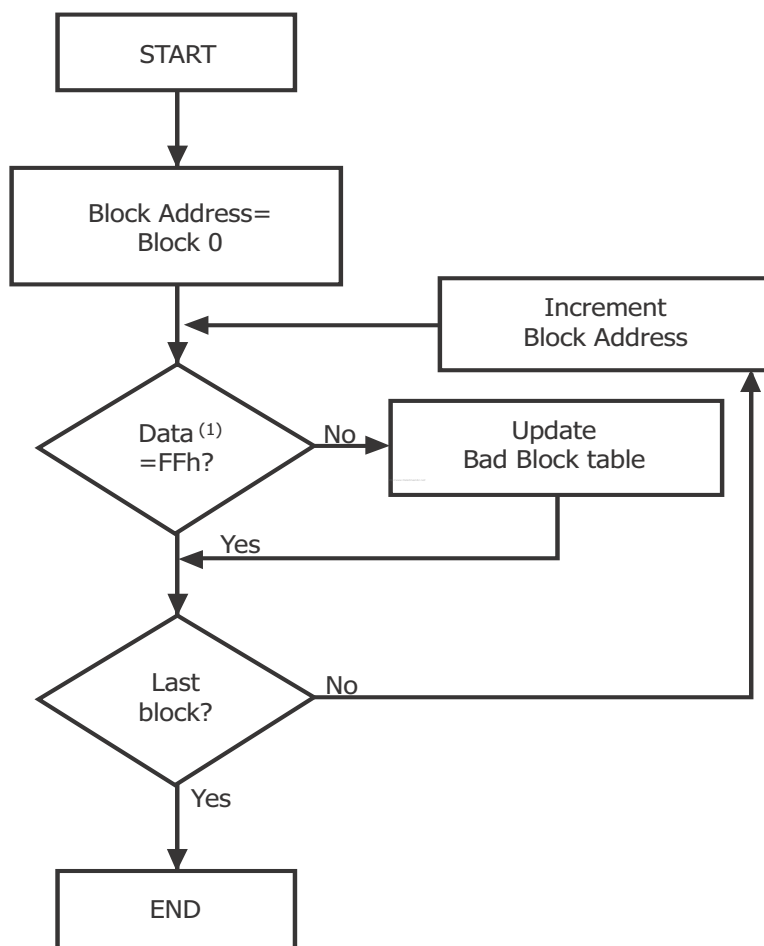 START
Block Address=
Block 0
Increment
Block Address
Data (1)
=FFh?
No
Update
Bad Block table
Yes
Last
block?
No
Yes
END